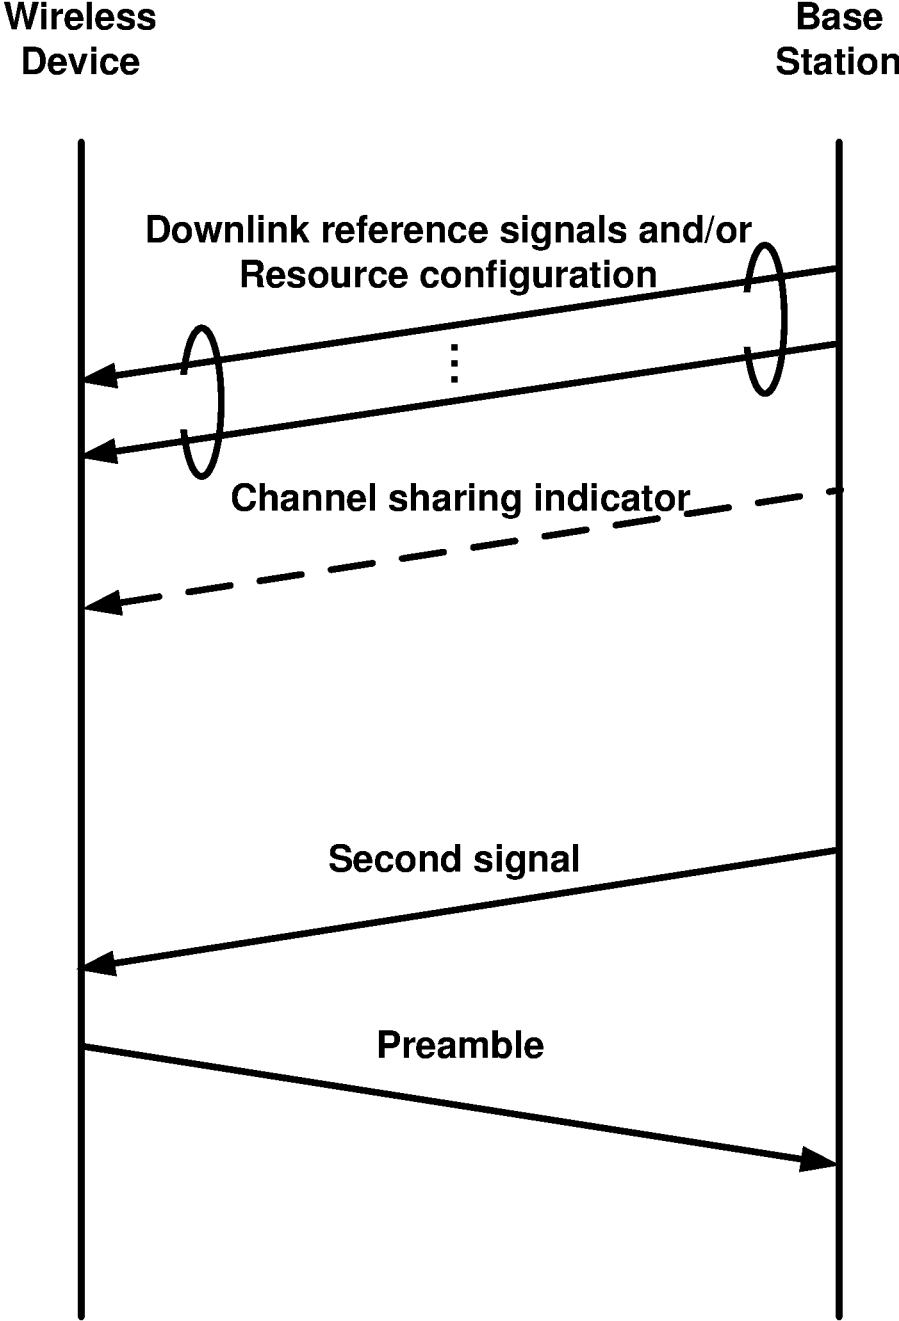 Wireless
Device
Base
Station
Downlink reference signals and/or
Resource configuration
Channel sharing indicator
Second signal
Preamble